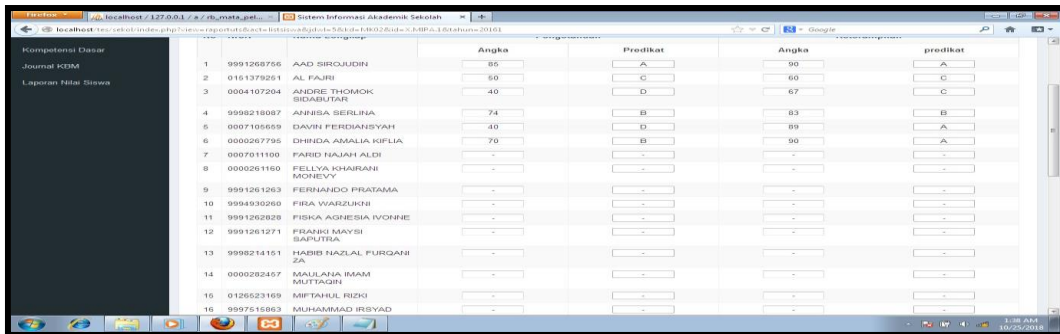 Firefox
localhost / 127.0.0.1 / a / rb_mata_pel...
Sistem Informasi Akademik Sekolah
Google
Kompetensi Dasar
Journal KBM
Laporan Nilai Siswa
Angka Predikat Angka predikat
1 9991268756 AAD SIROJUDIN 85 A 90 A
2 0151379251 AL FAJRI 50 C 60 C
3 0004107204 ANDRE THOMOK SIDABUTAR 40 D 67 C
4 9998218087 ANNISA SERLINA 74 B 83 B
5 0007105659 DAVIN FERDIANSYAH 40 D 89 A
6 0000267795 DHINDA AMALIA KIFLIA 70 B 90 A
7 0007011100 FARID NAJAH ALDI - - - -
8 0000261160 FELLYA KHAIRANI MONEVY - - - -
9 9991261263 FERNANDO PRATAMA - - - -
10 9994930260 FIRA WARZUKNI - - - -
11 9991262828 FISKA AGNESIA IVONNE - - - -
12 9991261271 FRANKI MAYSI SAPUTRA - - - -
13 9998214151 HABIB NAZLAL FURQANI ZA - - - -
14 0000282457 MAULANA IMAM MUTTAQIN - - - -
15 0126523169 MIFTAHUL RIZKI - - - -
16 9997515863 MUHAMMAD IRSYAD - - - -
1:38 AM
10/25/2018